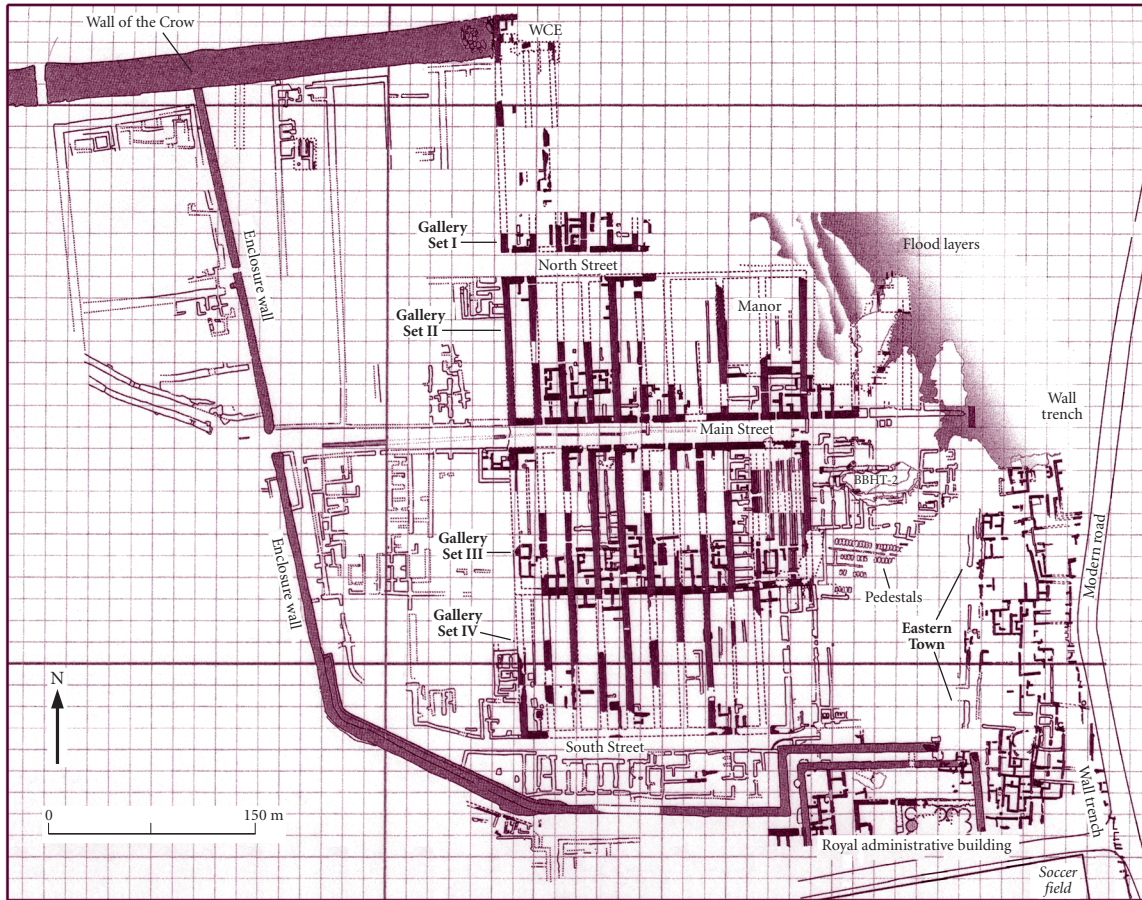 Wall of the Crow
WCE
Enclosure wall
Gallery
Set I
North Street
Flood layers
Gallery
Set II
Manor
Main Street
Wall
trench
BBHT-2
Enclosure wall
Gallery
Set III
Pedestals
Modern road
Gallery
Set IV
Eastern
Town
N
South Street
Wall trench
0 150 m
Royal administrative building
Soccer
field